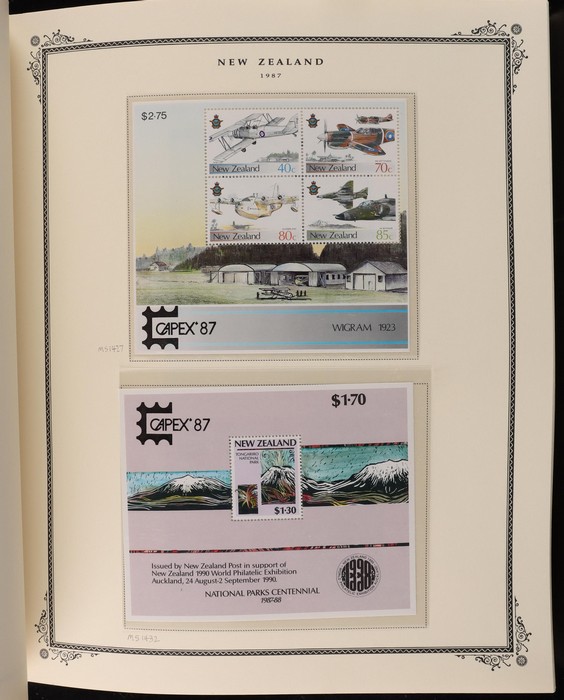 NEW ZEALAND
1987
$2·75
New Zealand 40c
New Zealand 70c
New Zealand 80c
New Zealand 85c
CAPEX'87
WIGRAM 1923
CAPEX'87
$1·70
NEW ZEALAND
TONGARIRO
NATIONAL
PARK
$1·30
Issued by New Zealand Post in support of
New Zealand 1990 World Philatelic Exhibition
Auckland, 24 August-2 September 1990.
NATIONAL PARKS CENTENNIAL
1987-88